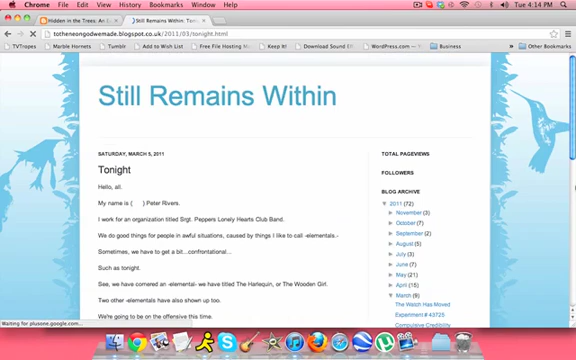 Chrome File Edit View History Bookmarks Window Help
Tue 4:14 PM
Hidden in the Trees: An E
Still Remains Within: Tonight
totheneongodwemade.blogspot.co.uk/2011/03/tonight.html
TVTropes Marble Hornets Tumblr Add to Wish List Free File Hosting Keep It! Download Sound Eff WordPress.com Business Other Bookmarks
Still Remains Within
SATURDAY, MARCH 5, 2011
Tonight
Hello, all.
My name is ( ) Peter Rivers.
I work for an organization titled Srgt. Peppers Lonely Hearts Club Band.
We do good things for people in awful situations, caused by things I like to call -elementals.-
Sometimes, we have to get a bit...confrontational...
Such as tonight.
See, we have cornered an -elemental- we have titled The Harlequin, or The Wooden Girl.
Two other -elementals have also shown up too.
We're going to be on the offensive this time.
TOTAL PAGEVIEWS
FOLLOWERS
BLOG ARCHIVE
▼ 2011 (72)
► November (3)
► October (7)
► September (2)
► August (5)
► July (3)
► June (7)
► May (21)
► April (15)
▼ March (9)
The Watch Has Moved
Experiment # 43725
Compulsive Credibility
Waiting for plusone.google.com...